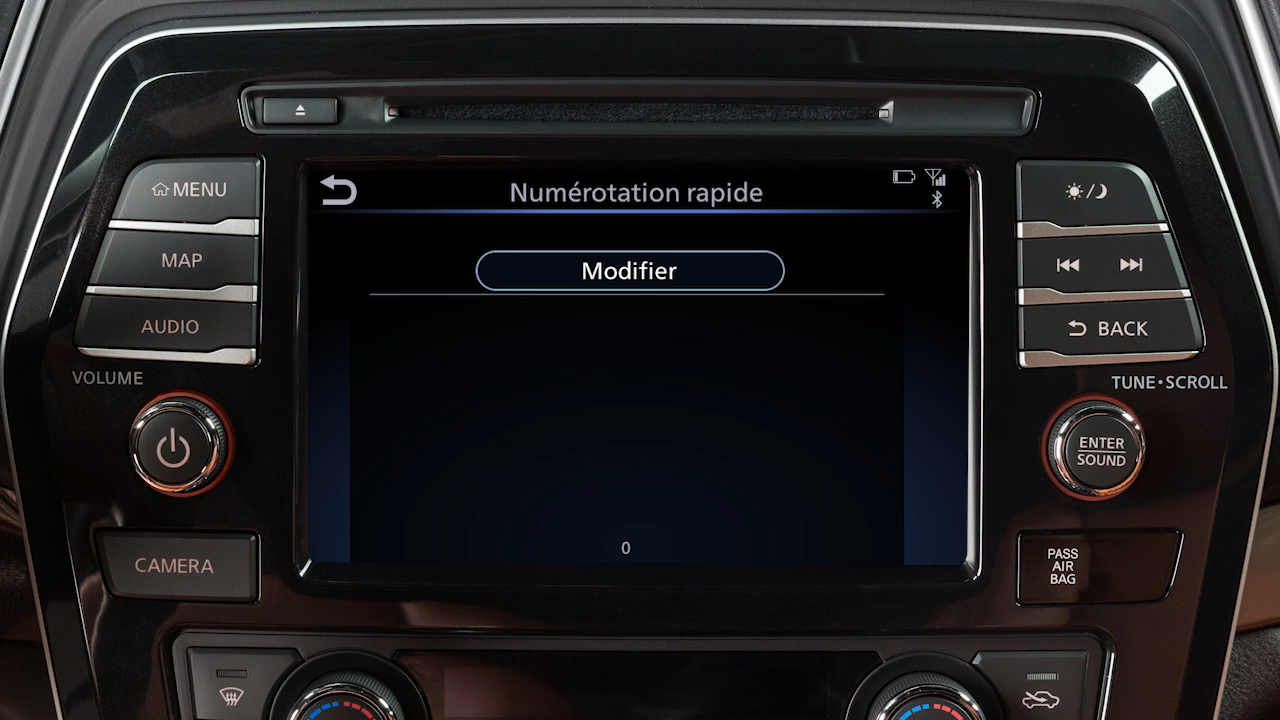 MENU
Numérotation rapide
MAP
Modifier
AUDIO
BACK
VOLUME
TUNE•SCROLL
ENTER
SOUND
0
CAMERA
PASS
AIR
BAG